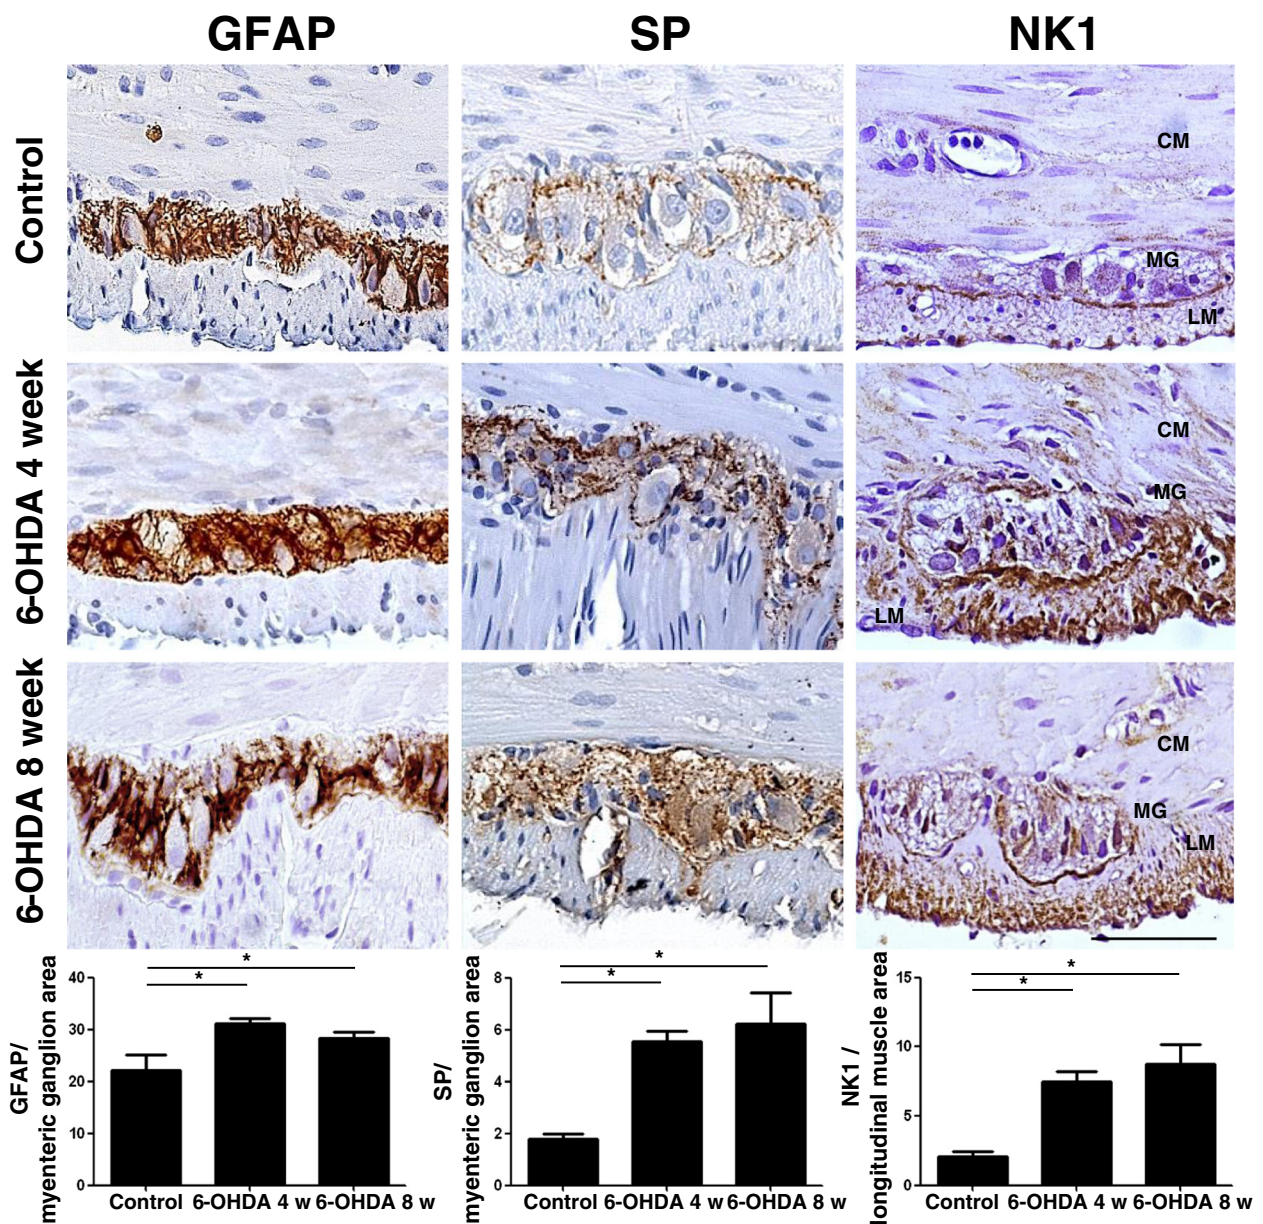 GFAP SP NK1
Control
CM
MG
LM
6-OHDA 4 week
CM
MG
LM
6-OHDA 8 week
CM
MG
LM
GFAP/
myenteric ganglion area
40
30
20
10
0
*
*
Control 6-OHDA 4 w 6-OHDA 8 w
SP/
myenteric ganglion area
8
6
4
2
0
*
*
Control 6-OHDA 4 w 6-OHDA 8 w
NK1 /
longitudinal muscle area
15
10
5
0
*
*
Control 6-OHDA 4 w 6-OHDA 8 w